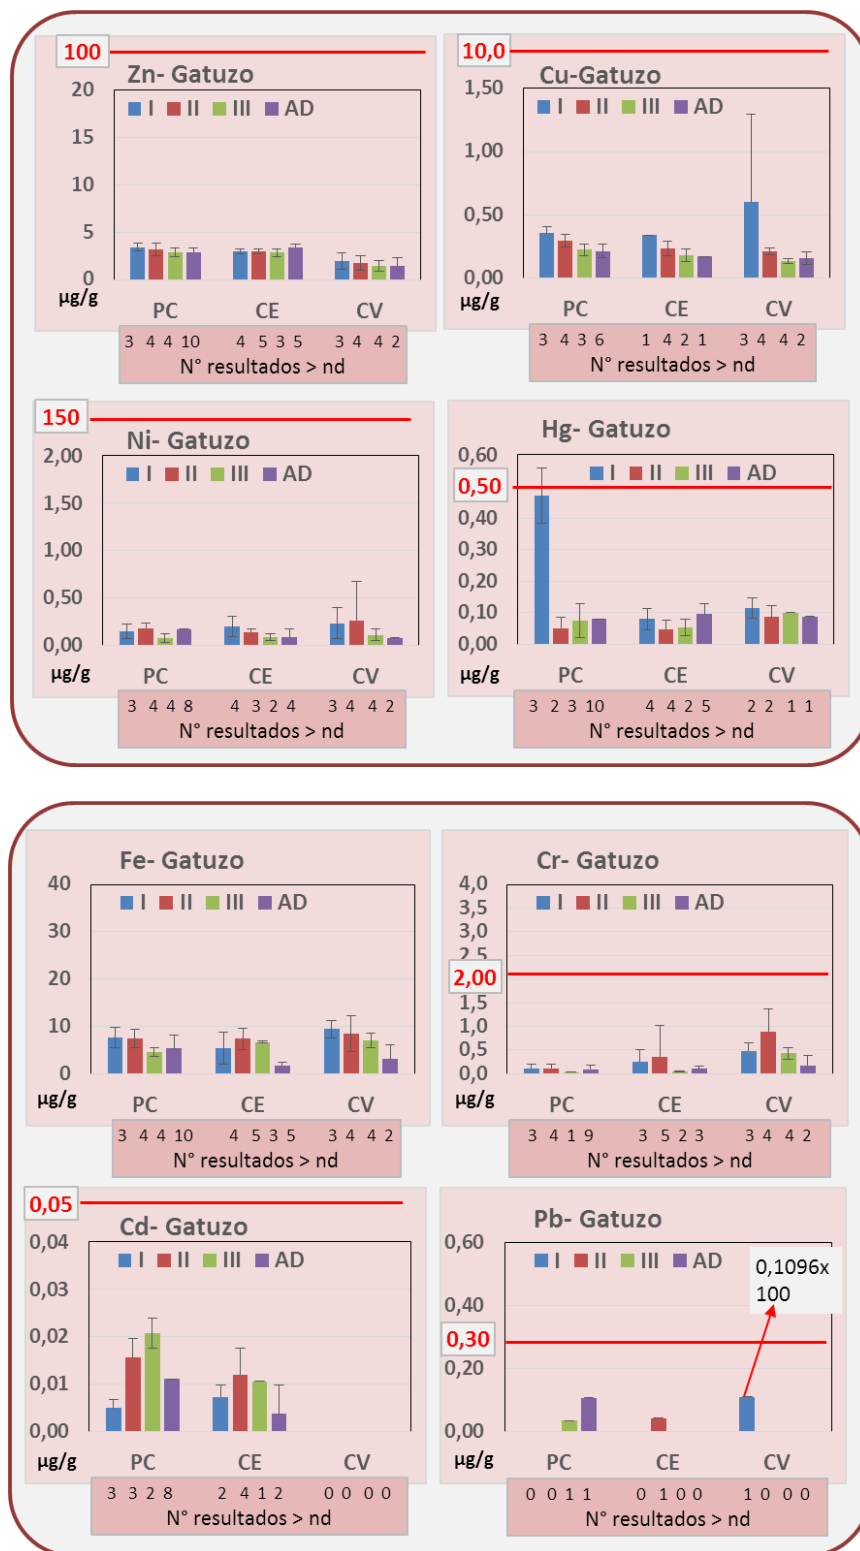 100
Zn- Gatuzo
20
15
10
5
0
I II III AD
µg/g
PC CE CV
3 4 4 10 4 5 3 5 3 4 4 2
N° resultados > nd
10,0
Cu-Gatuzo
1,50
1,00
0,50
0,00
I II III AD
µg/g
PC CE CV
3 4 3 6 1 4 2 1 3 4 4 2
N° resultados > nd
150
Ni- Gatuzo
2,00
1,50
1,00
0,50
0,00
I II III AD
µg/g
PC CE CV
3 4 4 8 4 3 2 4 3 4 4 2
N° resultados > nd
Hg- Gatuzo
0,60
0,50
0,40
0,30
0,20
0,10
0,00
I II III AD
µg/g
PC CE CV
3 2 3 10 4 4 2 5 2 2 1 1
N° resultados > nd
Fe- Gatuzo
40
30
20
10
0
I II III AD
µg/g
PC CE CV
3 4 4 10 4 5 3 5 3 4 4 2
N° resultados > nd
Cr- Gatuzo
4,0
3,5
3,0
2,00
1,5
1,0
0,5
0,0
I II III AD
µg/g
PC CE CV
3 4 1 9 3 5 2 3 3 4 4 2
N° resultados > nd
0,05
Cd- Gatuzo
0,04
0,03
0,02
0,01
0,00
I II III AD
µg/g
PC CE CV
3 3 2 8 2 4 1 2 0 0 0 0
N° resultados > nd
Pb- Gatuzo
0,60
0,40
0,30
0,20
0,00
I II III AD
0,1096x
100
µg/g
PC CE CV
0 0 1 1 0 1 0 0 1 0 0 0
N° resultados > nd